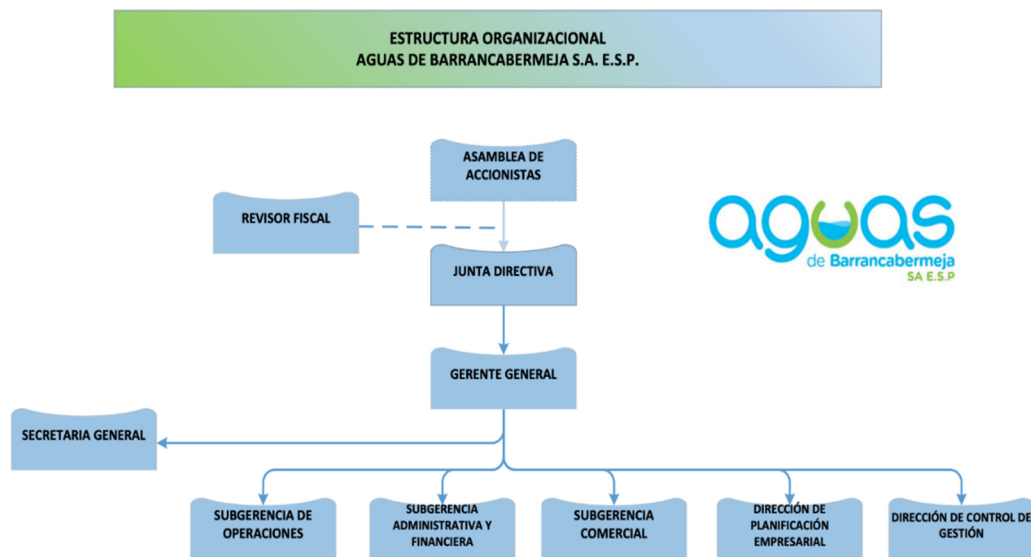 ESTRUCTURA ORGANIZACIONAL
AGUAS DE BARRANCABERMEJA S.A. E.S.P.
ASAMBLEA DE
ACCIONISTAS
REVISOR FISCAL
aguas
de Barrancabermeja
SA E.S.P
JUNTA DIRECTIVA
GERENTE GENERAL
SECRETARIA GENERAL
SUBGERENCIA DE
OPERACIONES
SUBGERENCIA
ADMINISTRATIVA Y
FINANCIERA
SUBGERENCIA
COMERCIAL
DIRECCIÓN DE
PLANIFICACIÓN
EMPRESARIAL
DIRECCIÓN DE CONTROL DE
GESTIÓN